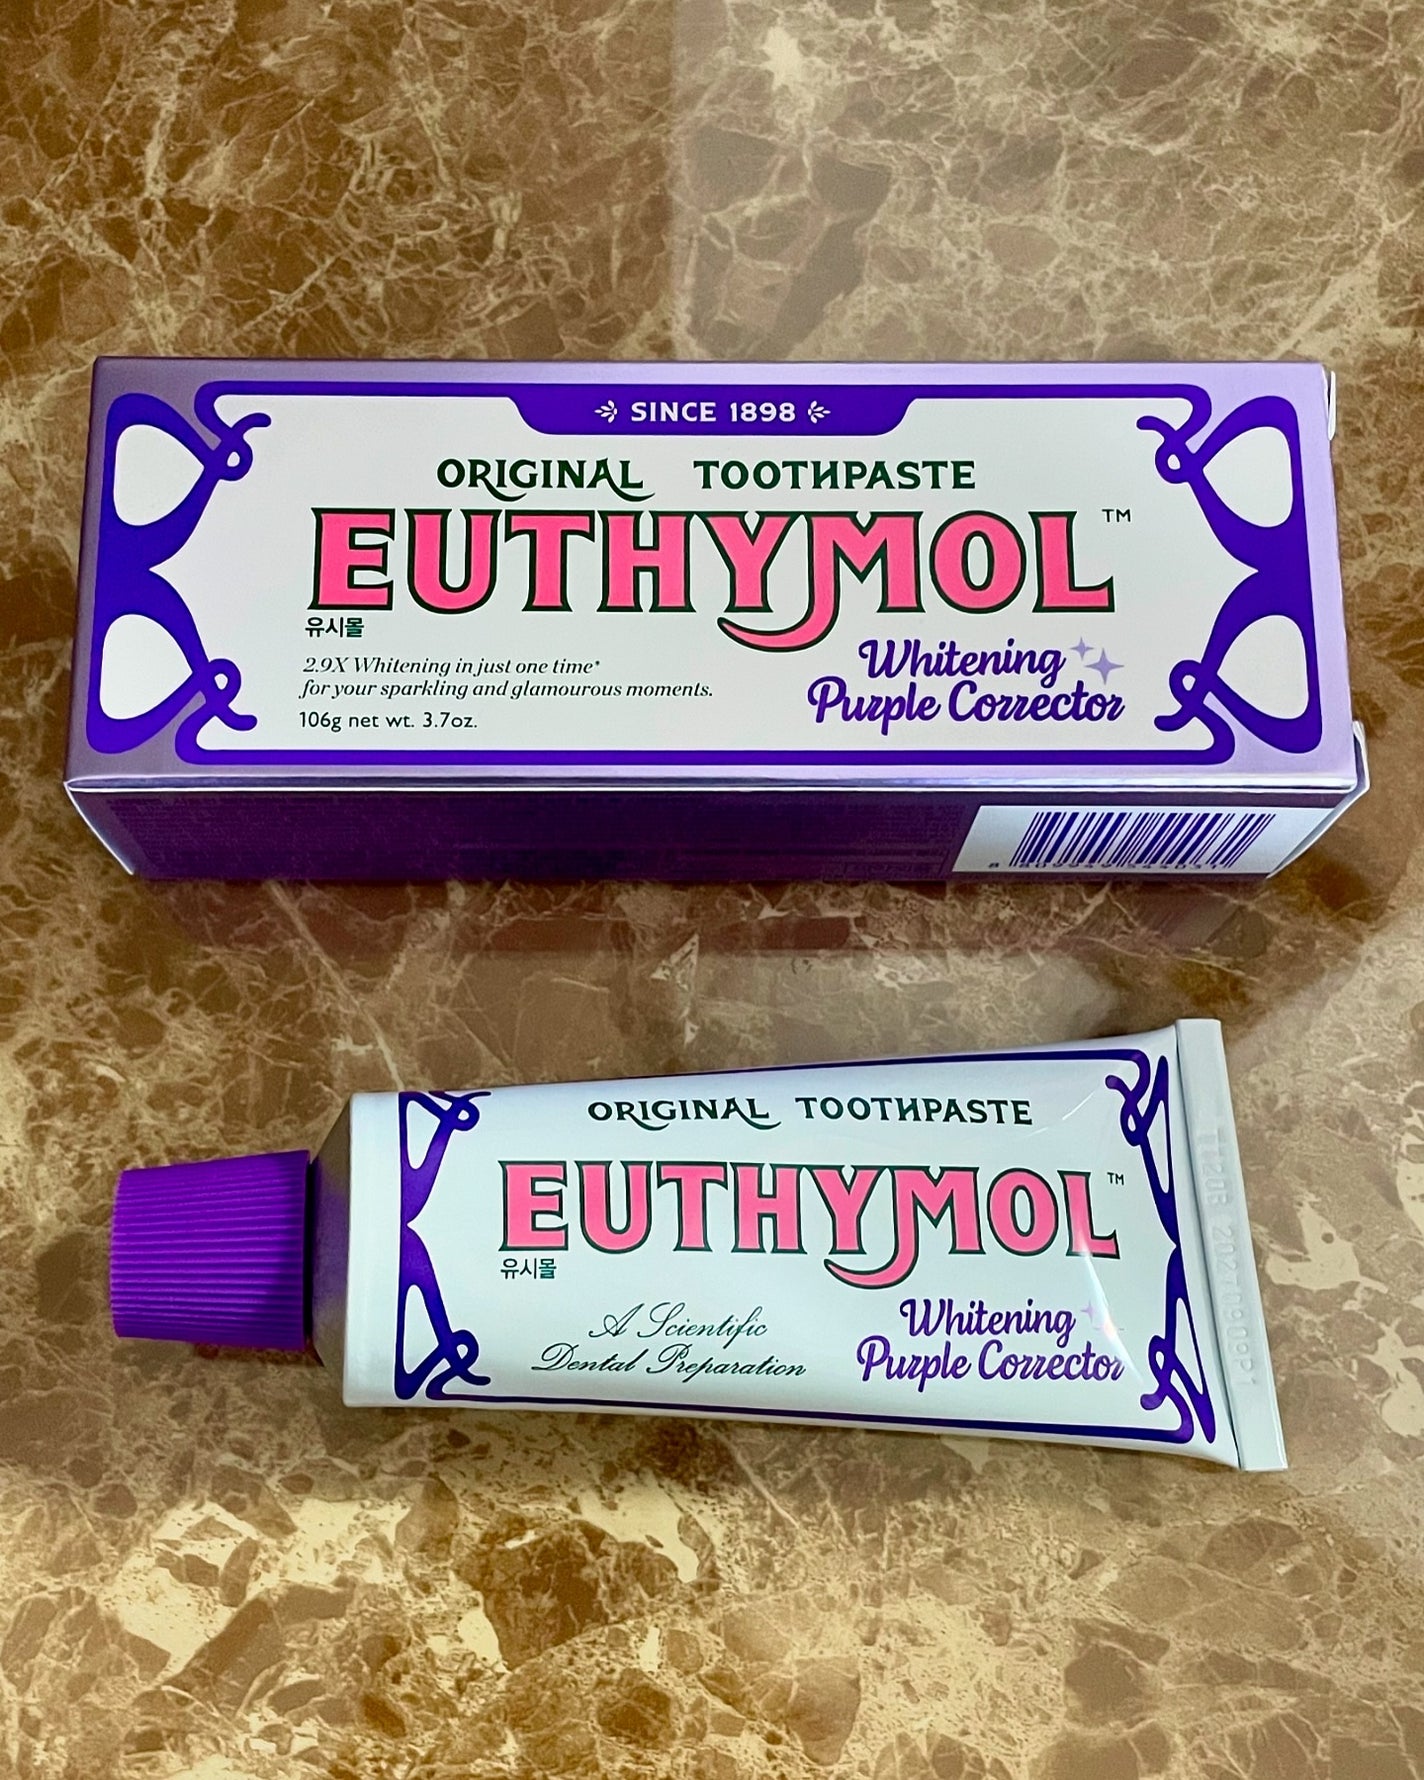 SINCE 1898
ORIGINAL TOOTHPASTE
EUTHYMOL™
유시몰
2.9X Whitening in just one time*
for your sparkling and glamourous moments.
106g net wt. 3.7oz.
Whitening
Purple Corrector
ORIGINAL TOOTHPASTE
EUTHYMOL™
유시몰
A Scientific
Dental Preparation
Whitening
Purple Corrector